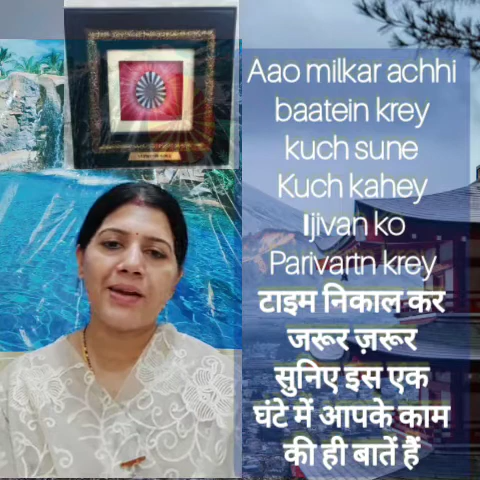 Aao milkar achhi
baatein krey
kuch sune
Kuch kahey
Ijivan ko
Parivartn krey
टाइम निकाल कर
जरूर ज़रूर
सुनिए इस एक
घंटे में आपके काम
की ही बातें हैं